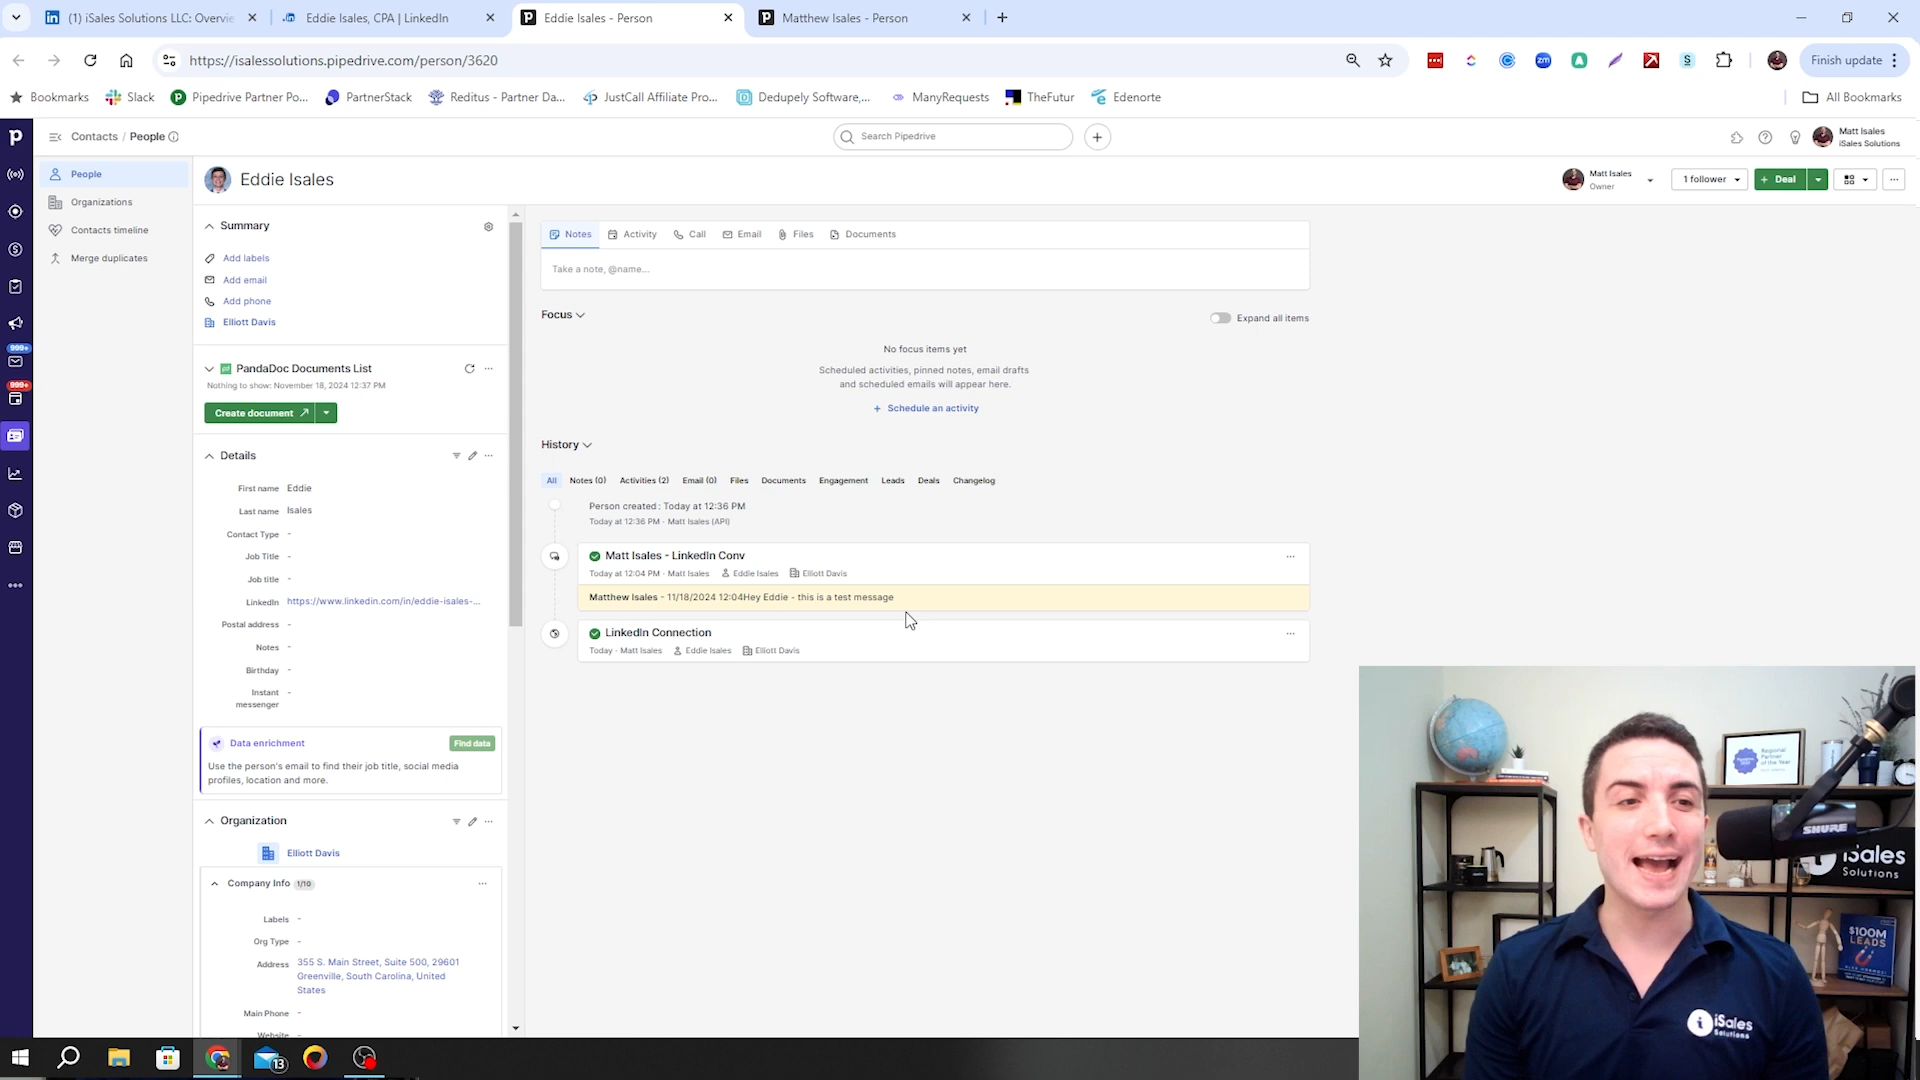 (1) iSales Solutions LLC: Overvie
Eddie Isales, CPA | LinkedIn
Eddie Isales - Person
Matthew Isales - Person
https://isalessolutions.pipedrive.com/person/3620
Finish update
Bookmarks
Slack
Pipedrive Partner Po...
PartnerStack
Reditus - Partner Da...
JustCall Affiliate Pro...
Dedupely Software,...
ManyRequests
TheFutur
Edenorte
All Bookmarks
Contacts / People
Search Pipedrive
Matt Isales
iSales Solutions
People
Organizations
Contacts timeline
Merge duplicates
999+
999+
Eddie Isales
Matt Isales
Owner
1 follower
+ Deal
Summary
Add labels
Add email
Add phone
Elliott Davis
PandaDoc Documents List
Nothing to show: November 18, 2024 12:37 PM
Create document
Details
First name Eddie
Last name Isales
Contact Type -
Job Title -
Job title -
LinkedIn https://www.linkedin.com/in/eddie-isales-...
Postal address -
Notes -
Birthday -
Instant messenger -
Data enrichment
Find data
Use the person's email to find their job title, social media
profiles, location and more.
Organization
Elliott Davis
Company Info 1/10
Labels -
Org Type -
Address 355 S. Main Street, Suite 500, 29601
Greenville, South Carolina, United
States
Main Phone -
Website -
Notes
Activity
Call
Email
Files
Documents
Take a note, @name...
Focus
Expand all items
No focus items yet
Scheduled activities, pinned notes, email drafts
and scheduled emails will appear here.
+ Schedule an activity
History
All
Notes (0)
Activities (2)
Email (0)
Files
Documents
Engagement
Leads
Deals
Changelog
Person created: Today at 12:36 PM
Today at 12:36 PM · Matt Isales (API)
Matt Isales - LinkedIn Conv
Today at 12:04 PM · Matt Isales Eddie Isales Elliott Davis
Matthew Isales - 11/18/2024 12:04Hey Eddie - this is a test message
LinkedIn Connection
Today · Matt Isales Eddie Isales Elliott Davis
13
Regional
Partner
of the Year
SHURE
iSales
Solutions
$100M
LEADS
iSales
Solutions